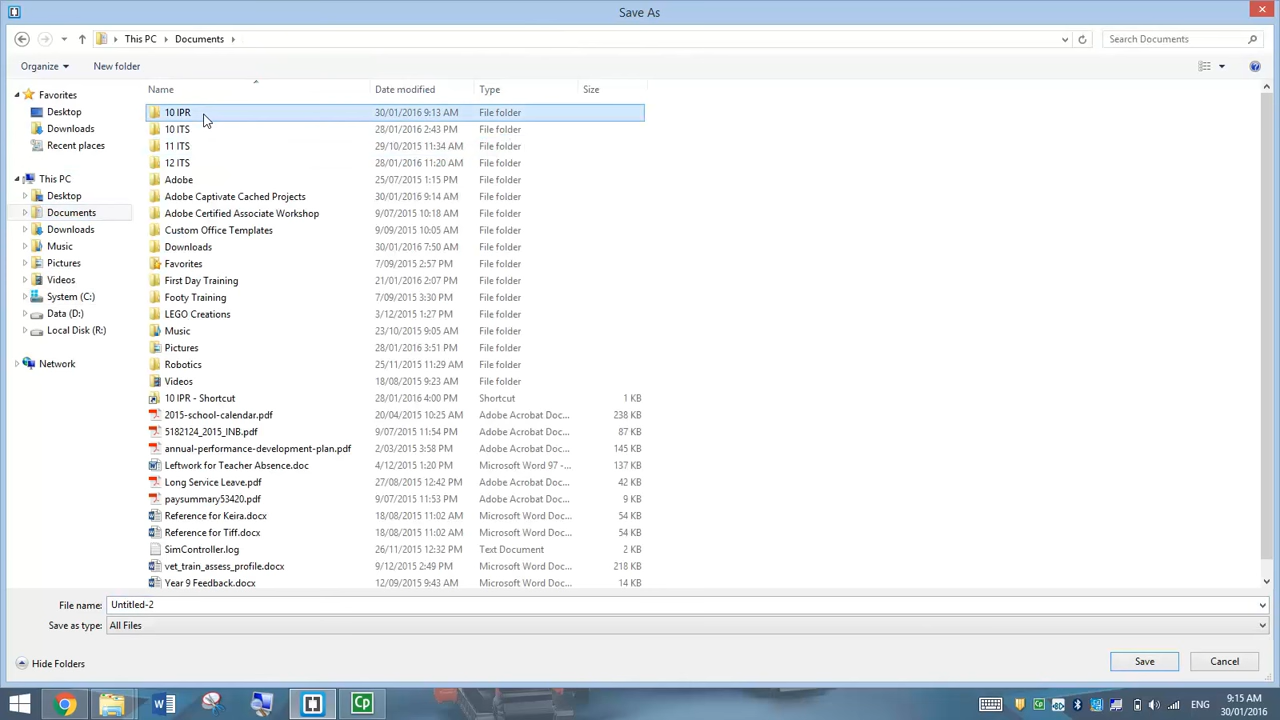 Save As
This PC Documents
Search Documents
Organize New folder
Name Date modified Type Size
Favorites
Desktop
Downloads
Recent places
This PC
Desktop
Documents
Downloads
Music
Pictures
Videos
System (C:)
Data (D:)
Local Disk (R:)
Network
10 IPR 30/01/2016 9:13 AM File folder
10 ITS 28/01/2016 2:43 PM File folder
11 ITS 29/10/2015 11:34 AM File folder
12 ITS 28/01/2016 11:20 AM File folder
Adobe 25/07/2015 1:15 PM File folder
Adobe Captivate Cached Projects 30/01/2016 9:14 AM File folder
Adobe Certified Associate Workshop 9/07/2015 10:18 AM File folder
Custom Office Templates 9/09/2015 10:05 AM File folder
Downloads 30/01/2016 7:50 AM File folder
Favorites 7/09/2015 2:57 PM File folder
First Day Training 21/01/2016 2:07 PM File folder
Footy Training 7/09/2015 3:30 PM File folder
LEGO Creations 3/12/2015 1:27 PM File folder
Music 23/10/2015 9:05 AM File folder
Pictures 28/01/2016 3:51 PM File folder
Robotics 25/11/2015 11:29 AM File folder
Videos 18/08/2015 9:23 AM File folder
10 IPR - Shortcut 28/01/2016 4:00 PM Shortcut 1 KB
2015-school-calendar.pdf 20/04/2015 10:25 AM Adobe Acrobat Doc... 238 KB
5182124_2015_INB.pdf 9/07/2015 11:54 PM Adobe Acrobat Doc... 87 KB
annual-performance-development-plan.pdf 2/03/2015 3:58 PM Adobe Acrobat Doc... 145 KB
Leftwork for Teacher Absence.doc 4/12/2015 1:20 PM Microsoft Word 97 -... 137 KB
Long Service Leave.pdf 27/08/2015 12:42 PM Adobe Acrobat Doc... 42 KB
paysummary53420.pdf 9/07/2015 11:53 PM Adobe Acrobat Doc... 9 KB
Reference for Keira.docx 18/08/2015 11:02 AM Microsoft Word Doc... 54 KB
Reference for Tiff.docx 18/08/2015 11:02 AM Microsoft Word Doc... 54 KB
SimController.log 26/11/2015 12:32 PM Text Document 2 KB
vet_train_assess_profile.docx 9/12/2015 2:49 PM Microsoft Word Doc... 218 KB
Year 9 Feedback.docx 12/09/2015 9:43 AM Microsoft Word Doc... 14 KB
File name: Untitled-2
Save as type: All Files
Hide Folders Save Cancel
Cp ENG 9:15 AM
30/01/2016